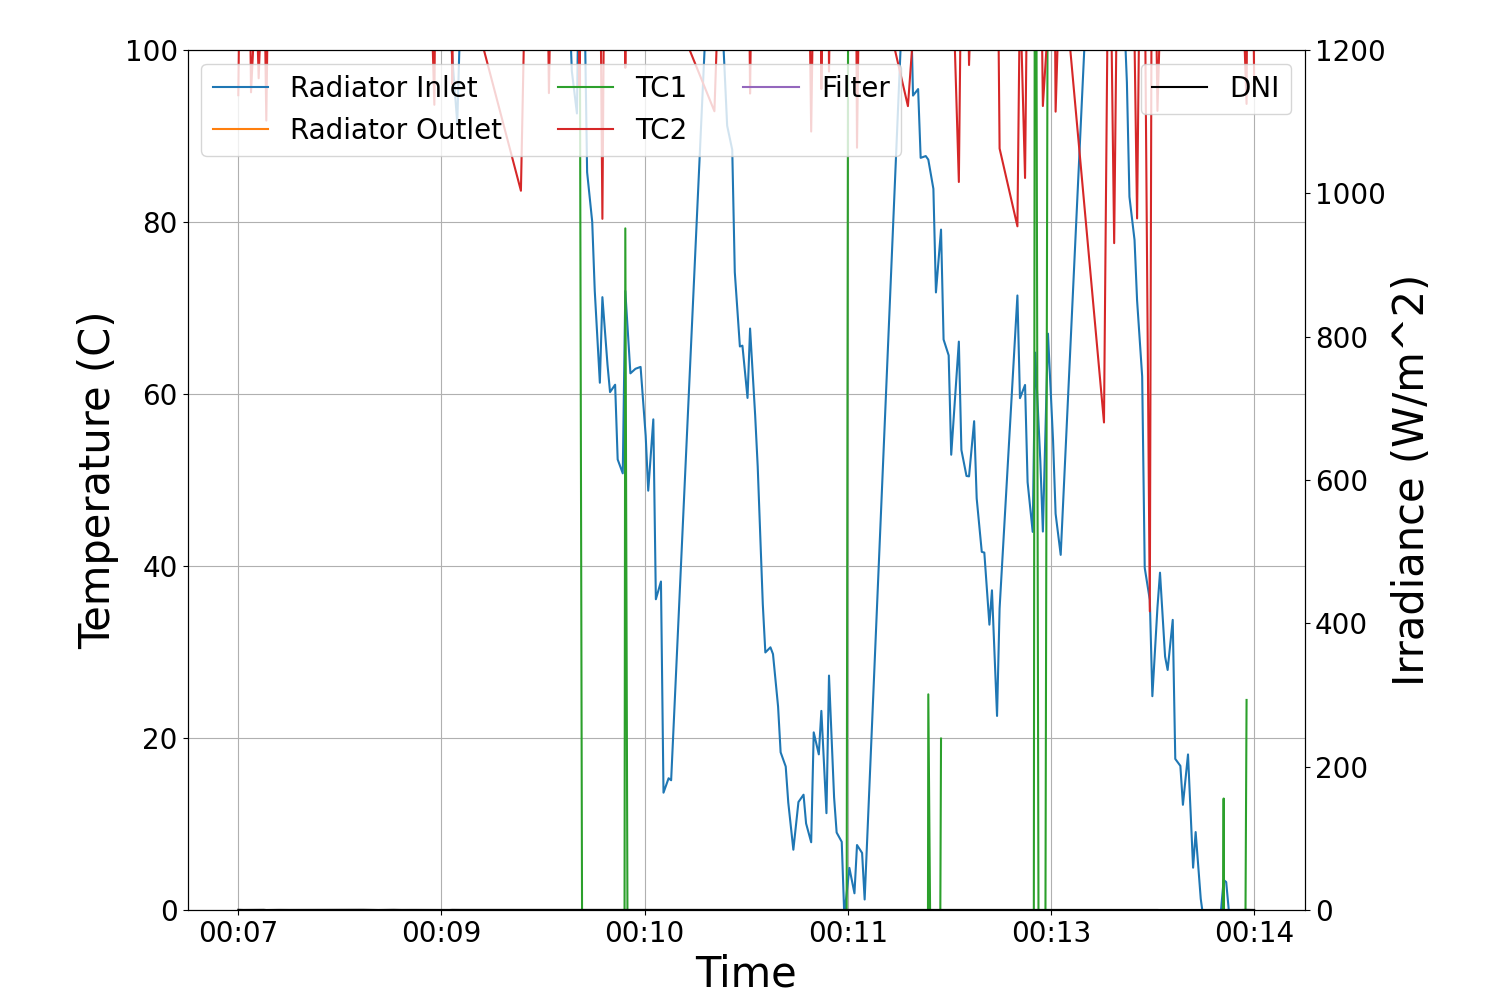 100
80
60
40
20
0
Temperature (C)
Radiator Inlet
Radiator Outlet
TC1
TC2
Filter
DNI
1200
1000
800
600
400
200
0
Irradiance (W/m^2)
00:07 00:09 00:10 00:11 00:13 00:14
Time